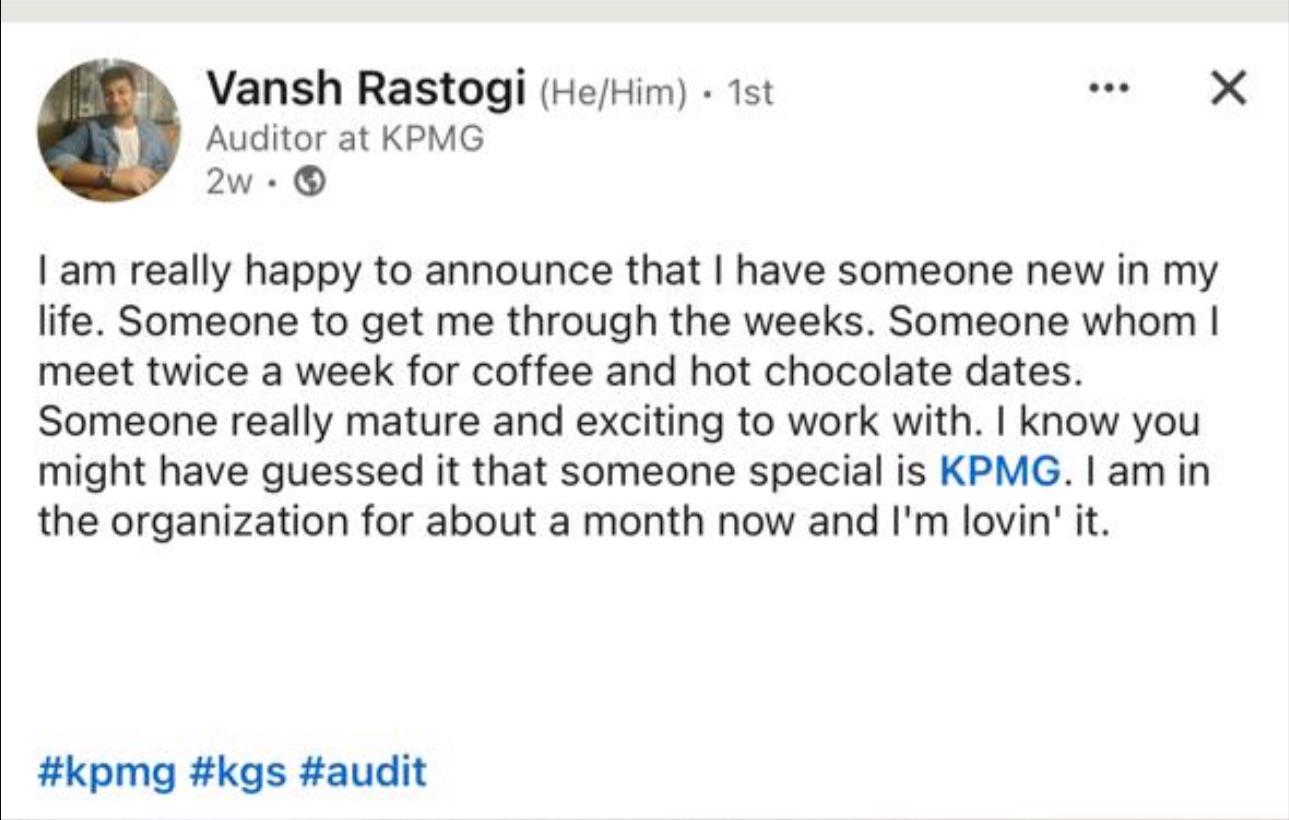 Vansh Rastogi (He/Him) • 1st
Auditor at KPMG
2w •
I am really happy to announce that I have someone new in my
life. Someone to get me through the weeks. Someone whom I
meet twice a week for coffee and hot chocolate dates.
Someone really mature and exciting to work with. I know you
might have guessed it that someone special is KPMG. I am in
the organization for about a month now and I'm lovin' it.
#kpmg #kgs #audit